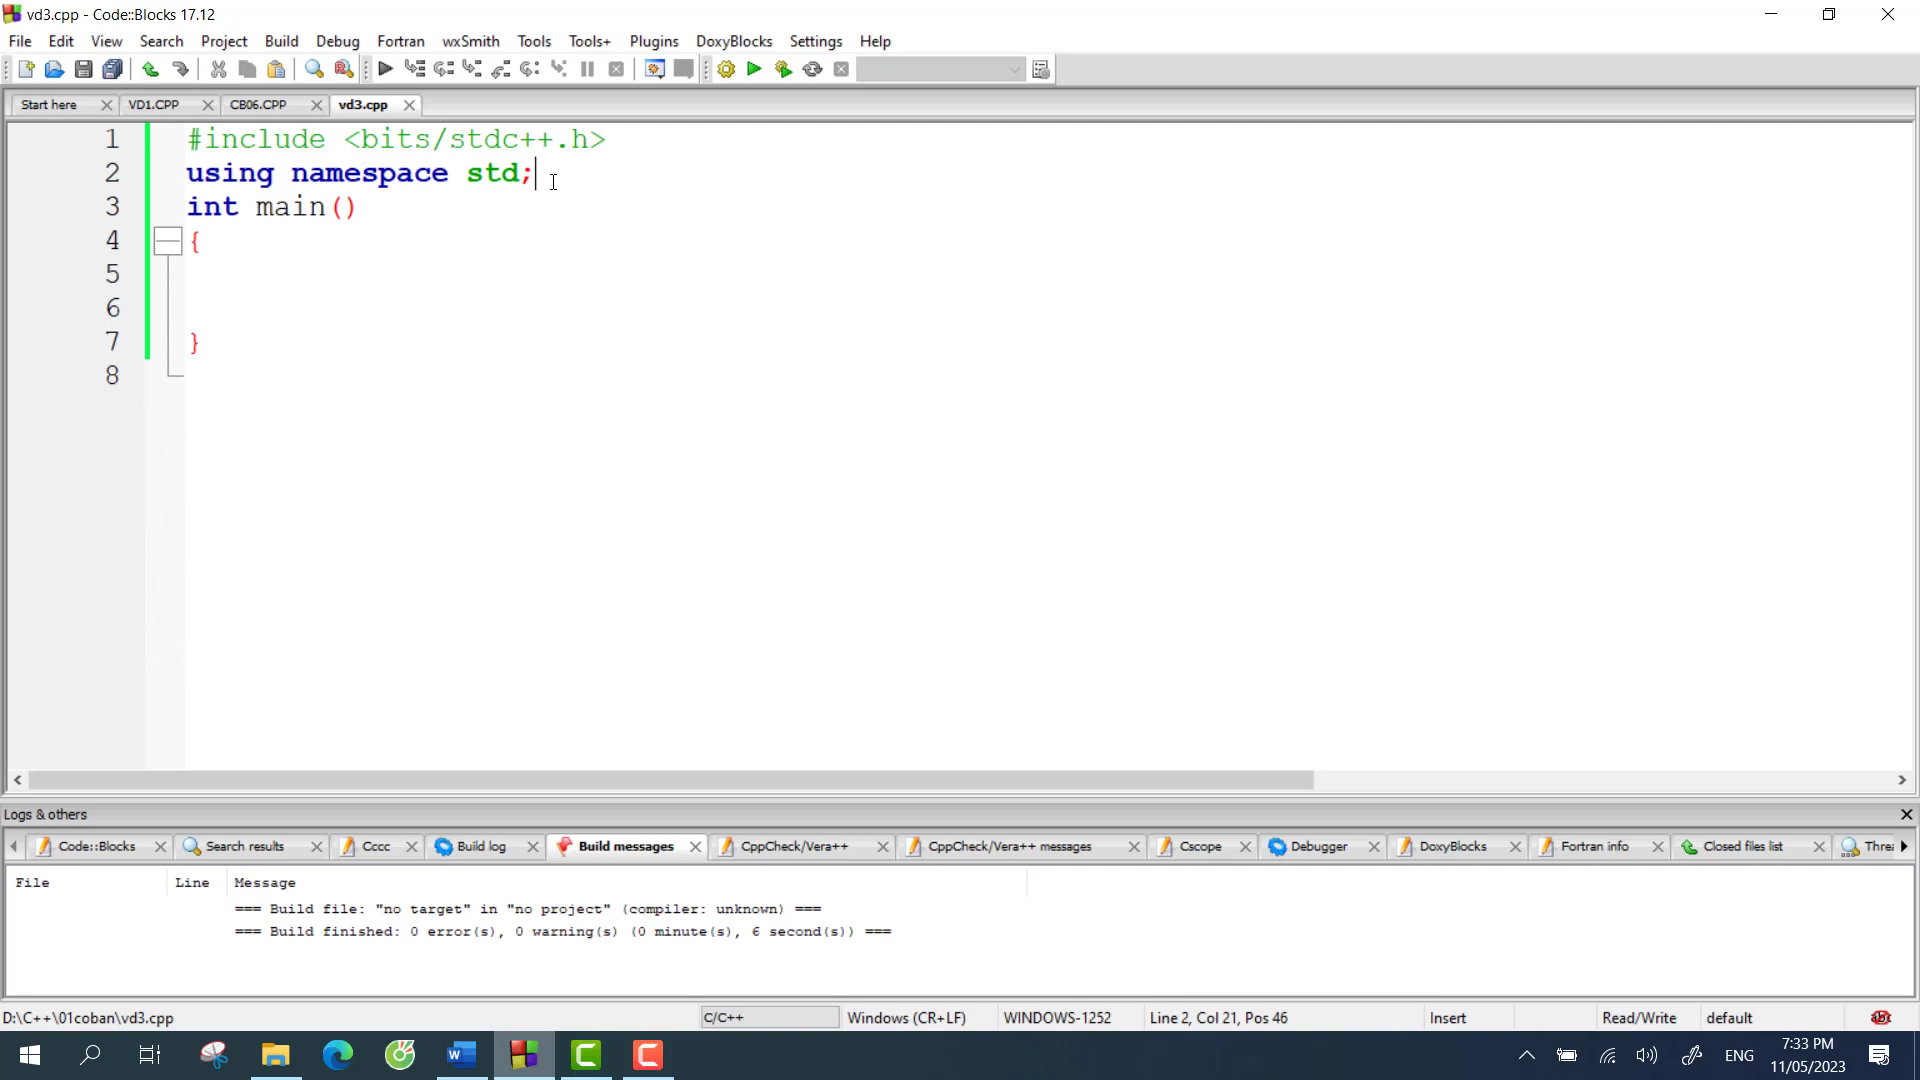 vd3.cpp - Code::Blocks 17.12
File Edit View Search Project Build Debug Fortran wxSmith Tools Tools+ Plugins DoxyBlocks Settings Help
Start here VD1.CPP CB06.CPP vd3.cpp
1 #include <bits/stdc++.h>
2 using namespace std;
3 int main()
4 {
5
6
7 }
8
Logs & others
Code::Blocks Search results Cccc Build log Build messages CppCheck/Vera++ CppCheck/Vera++ messages Cscope Debugger DoxyBlocks Fortran info Closed files list Threa
File Line Message
=== Build file: "no target" in "no project" (compiler: unknown) ===
=== Build finished: 0 error(s), 0 warning(s) (0 minute(s), 6 second(s)) ===
D:\C++\01coban\vd3.cpp C/C++ Windows (CR+LF) WINDOWS-1252 Line 2, Col 21, Pos 46 Insert Read/Write default
ENG 7:33 PM
11/05/2023